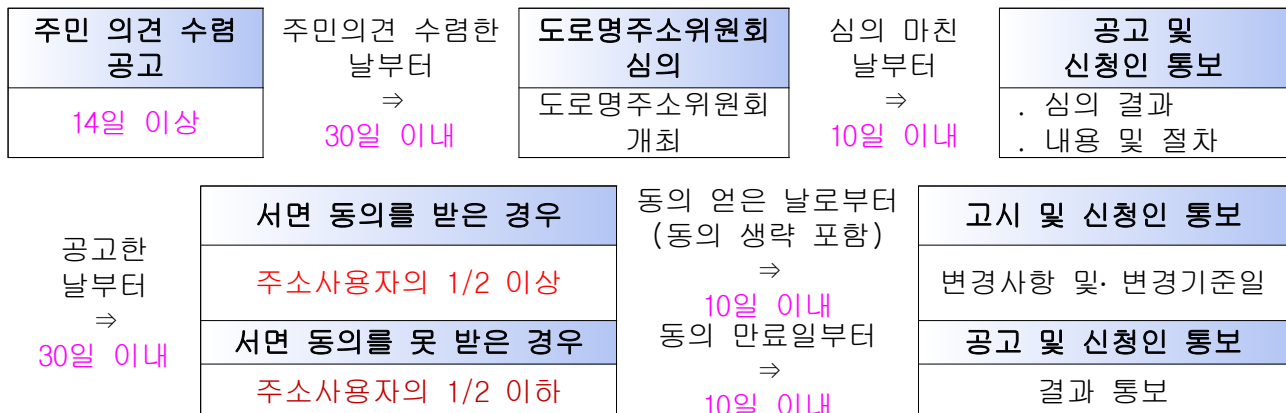 주민 의견 수렴
공고
14일 이상
주민의견 수렴한
날부터
⇒
30일 이내
도로명주소위원회
심의
도로명주소위원회
개최
심의 마친
날부터
⇒
10일 이내
공고 및
신청인 통보
. 심의 결과
. 내용 및 절차
공고한
날부터
⇒
30일 이내
서면 동의를 받은 경우
주소사용자의 1/2 이상
서면 동의를 못 받은 경우
주소사용자의 1/2 이하
동의 얻은 날로부터
(동의 생략 포함)
⇒
10일 이내
동의 만료일부터
⇒
10일 이내
고시 및 신청인 통보
변경사항 및· 변경기준일
공고 및 신청인 통보
결과 통보